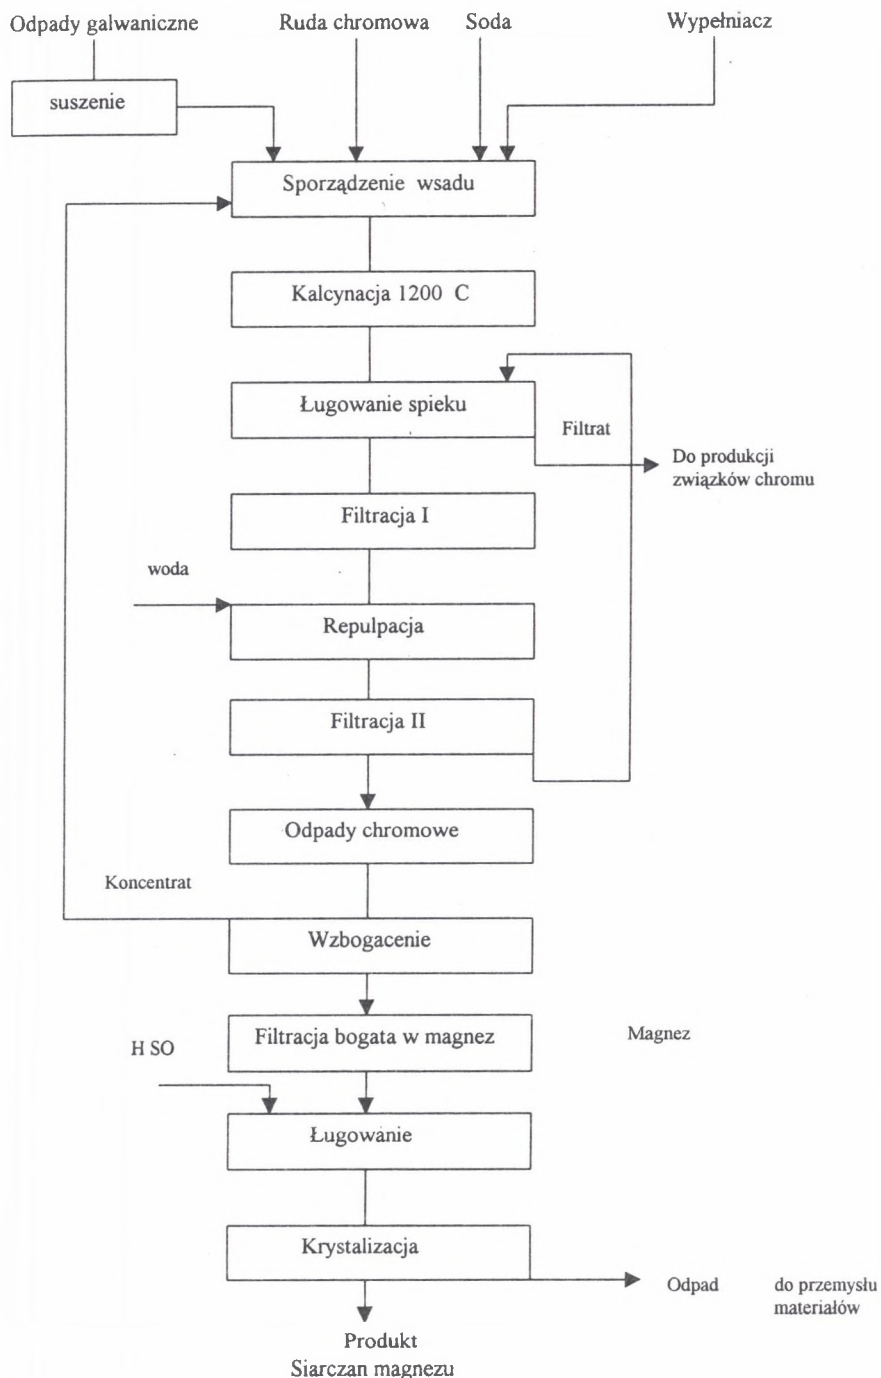 Odpady galwaniczne
Ruda chromowa
Soda
Wypełniacz
suszenie
Sporządzenie wsadu
Kalcynacja 1200 C
Ługowanie spieku
Filtrat
Do produkcji
związków chromu
Filtracja I
woda
Repulpacja
Filtracja II
Odpady chromowe
Koncentrat
Wzbogacenie
Filtracja bogata w magnez
Magnez
H SO
Ługowanie
Krystalizacja
Odpad do przemysłu
materiałów
Produkt
Siarczan magnezu